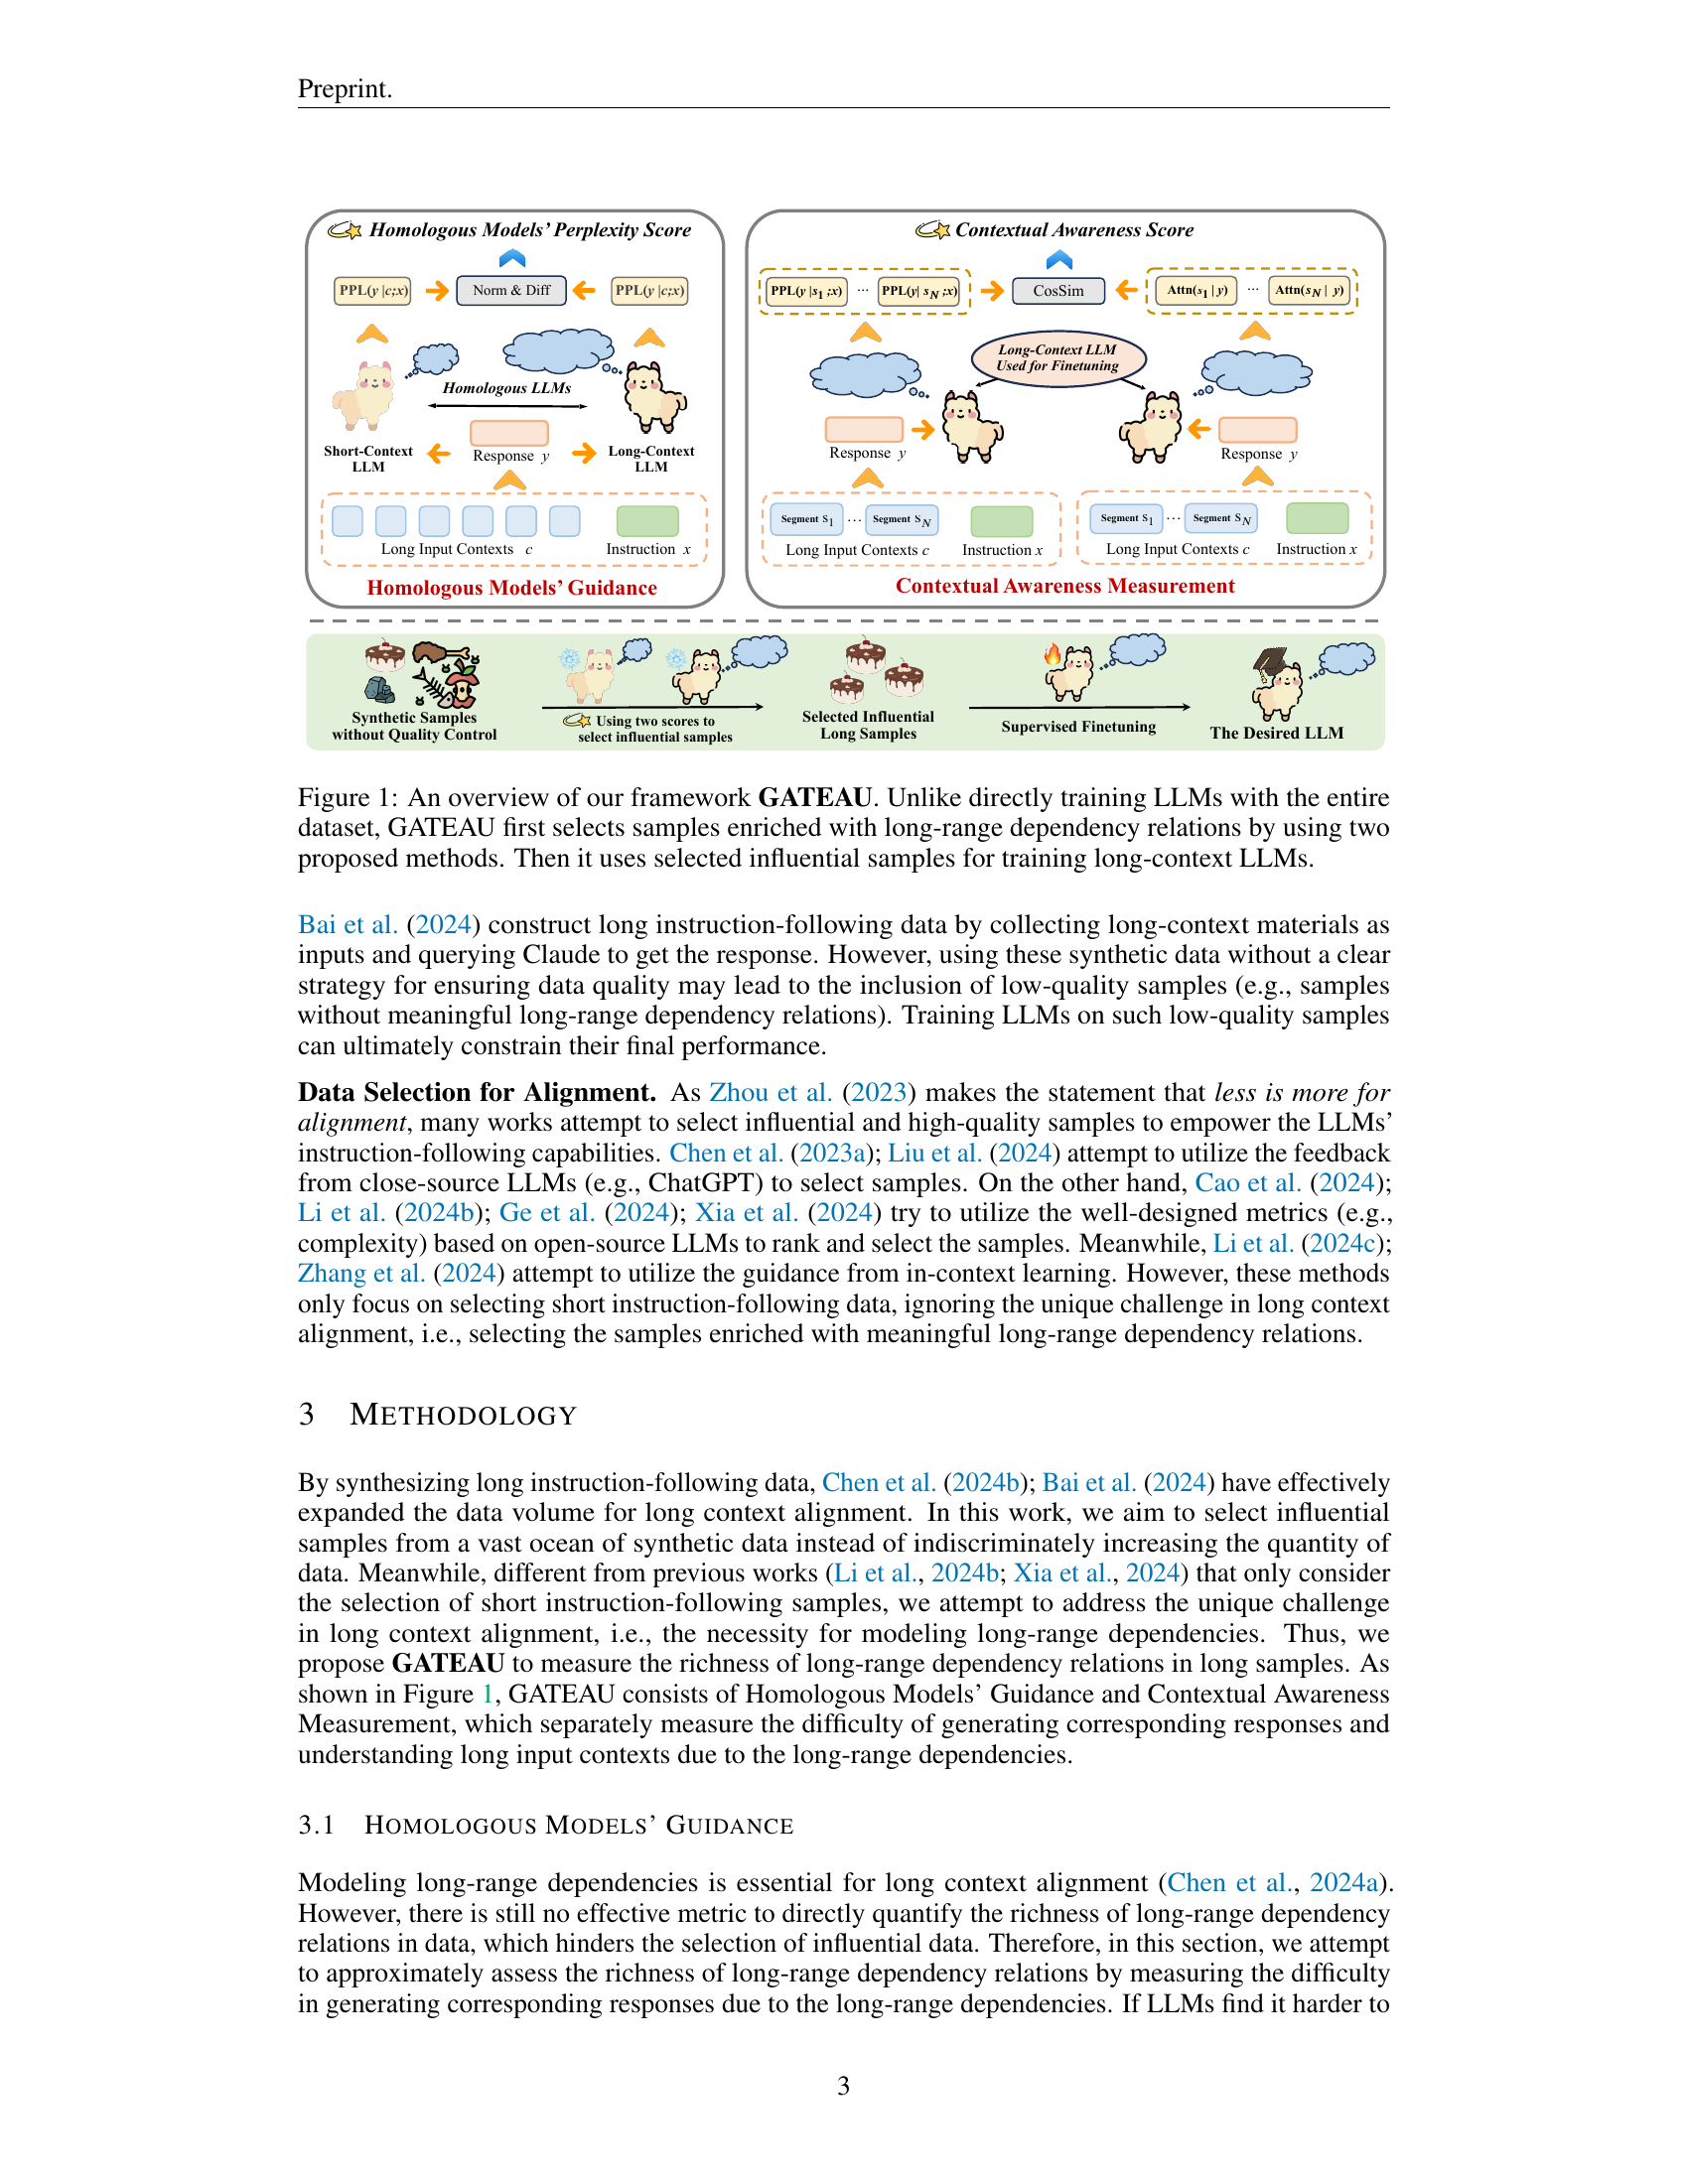 Preprint.
Homologous Models' Perplexity Score
PPL(y |c;x)
Norm & Diff
PPL(y |c;x)
Homologous LLMs
Short-Context
LLM
Response y
Long-Context
LLM
Long Input Contexts c
Instruction x
Homologous Models' Guidance
Contextual Awareness Score
PPL(y |s1 ;x) ... PPL(y| sN ;x)
CosSim
Attn(s1 | y) ... Attn(sN | y)
Long-Context LLM
Used for Finetuning
Response y
Response y
Segment S1 ... Segment SN
Long Input Contexts c
Instruction x
Segment S1 ... Segment SN
Long Input Contexts c
Instruction x
Contextual Awareness Measurement
Synthetic Samples
without Quality Control
Using two scores to
select influential samples
Selected Influential
Long Samples
Supervised Finetuning
The Desired LLM
Figure 1: An overview of our framework GATEAU. Unlike directly training LLMs with the entire
dataset, GATEAU first selects samples enriched with long-range dependency relations by using two
proposed methods. Then it uses selected influential samples for training long-context LLMs.
Bai et al. (2024) construct long instruction-following data by collecting long-context materials as
inputs and querying Claude to get the response. However, using these synthetic data without a clear
strategy for ensuring data quality may lead to the inclusion of low-quality samples (e.g., samples
without meaningful long-range dependency relations). Training LLMs on such low-quality samples
can ultimately constrain their final performance.
Data Selection for Alignment. As Zhou et al. (2023) makes the statement that less is more for
alignment, many works attempt to select influential and high-quality samples to empower the LLMs'
instruction-following capabilities. Chen et al. (2023a); Liu et al. (2024) attempt to utilize the feedback
from close-source LLMs (e.g., ChatGPT) to select samples. On the other hand, Cao et al. (2024);
Li et al. (2024b); Ge et al. (2024); Xia et al. (2024) try to utilize the well-designed metrics (e.g.,
complexity) based on open-source LLMs to rank and select the samples. Meanwhile, Li et al. (2024c);
Zhang et al. (2024) attempt to utilize the guidance from in-context learning. However, these methods
only focus on selecting short instruction-following data, ignoring the unique challenge in long context
alignment, i.e., selecting the samples enriched with meaningful long-range dependency relations.
3 METHODOLOGY
By synthesizing long instruction-following data, Chen et al. (2024b); Bai et al. (2024) have effectively
expanded the data volume for long context alignment. In this work, we aim to select influential
samples from a vast ocean of synthetic data instead of indiscriminately increasing the quantity of
data. Meanwhile, different from previous works (Li et al., 2024b; Xia et al., 2024) that only consider
the selection of short instruction-following samples, we attempt to address the unique challenge
in long context alignment, i.e., the necessity for modeling long-range dependencies. Thus, we
propose GATEAU to measure the richness of long-range dependency relations in long samples. As
shown in Figure 1, GATEAU consists of Homologous Models' Guidance and Contextual Awareness
Measurement, which separately measure the difficulty of generating corresponding responses and
understanding long input contexts due to the long-range dependencies.
3.1 HOMOLOGOUS MODELS' GUIDANCE
Modeling long-range dependencies is essential for long context alignment (Chen et al., 2024a).
However, there is still no effective metric to directly quantify the richness of long-range dependency
relations in data, which hinders the selection of influential data. Therefore, in this section, we attempt
to approximately assess the richness of long-range dependency relations by measuring the difficulty
in generating corresponding responses due to the long-range dependencies. If LLMs find it harder to
3